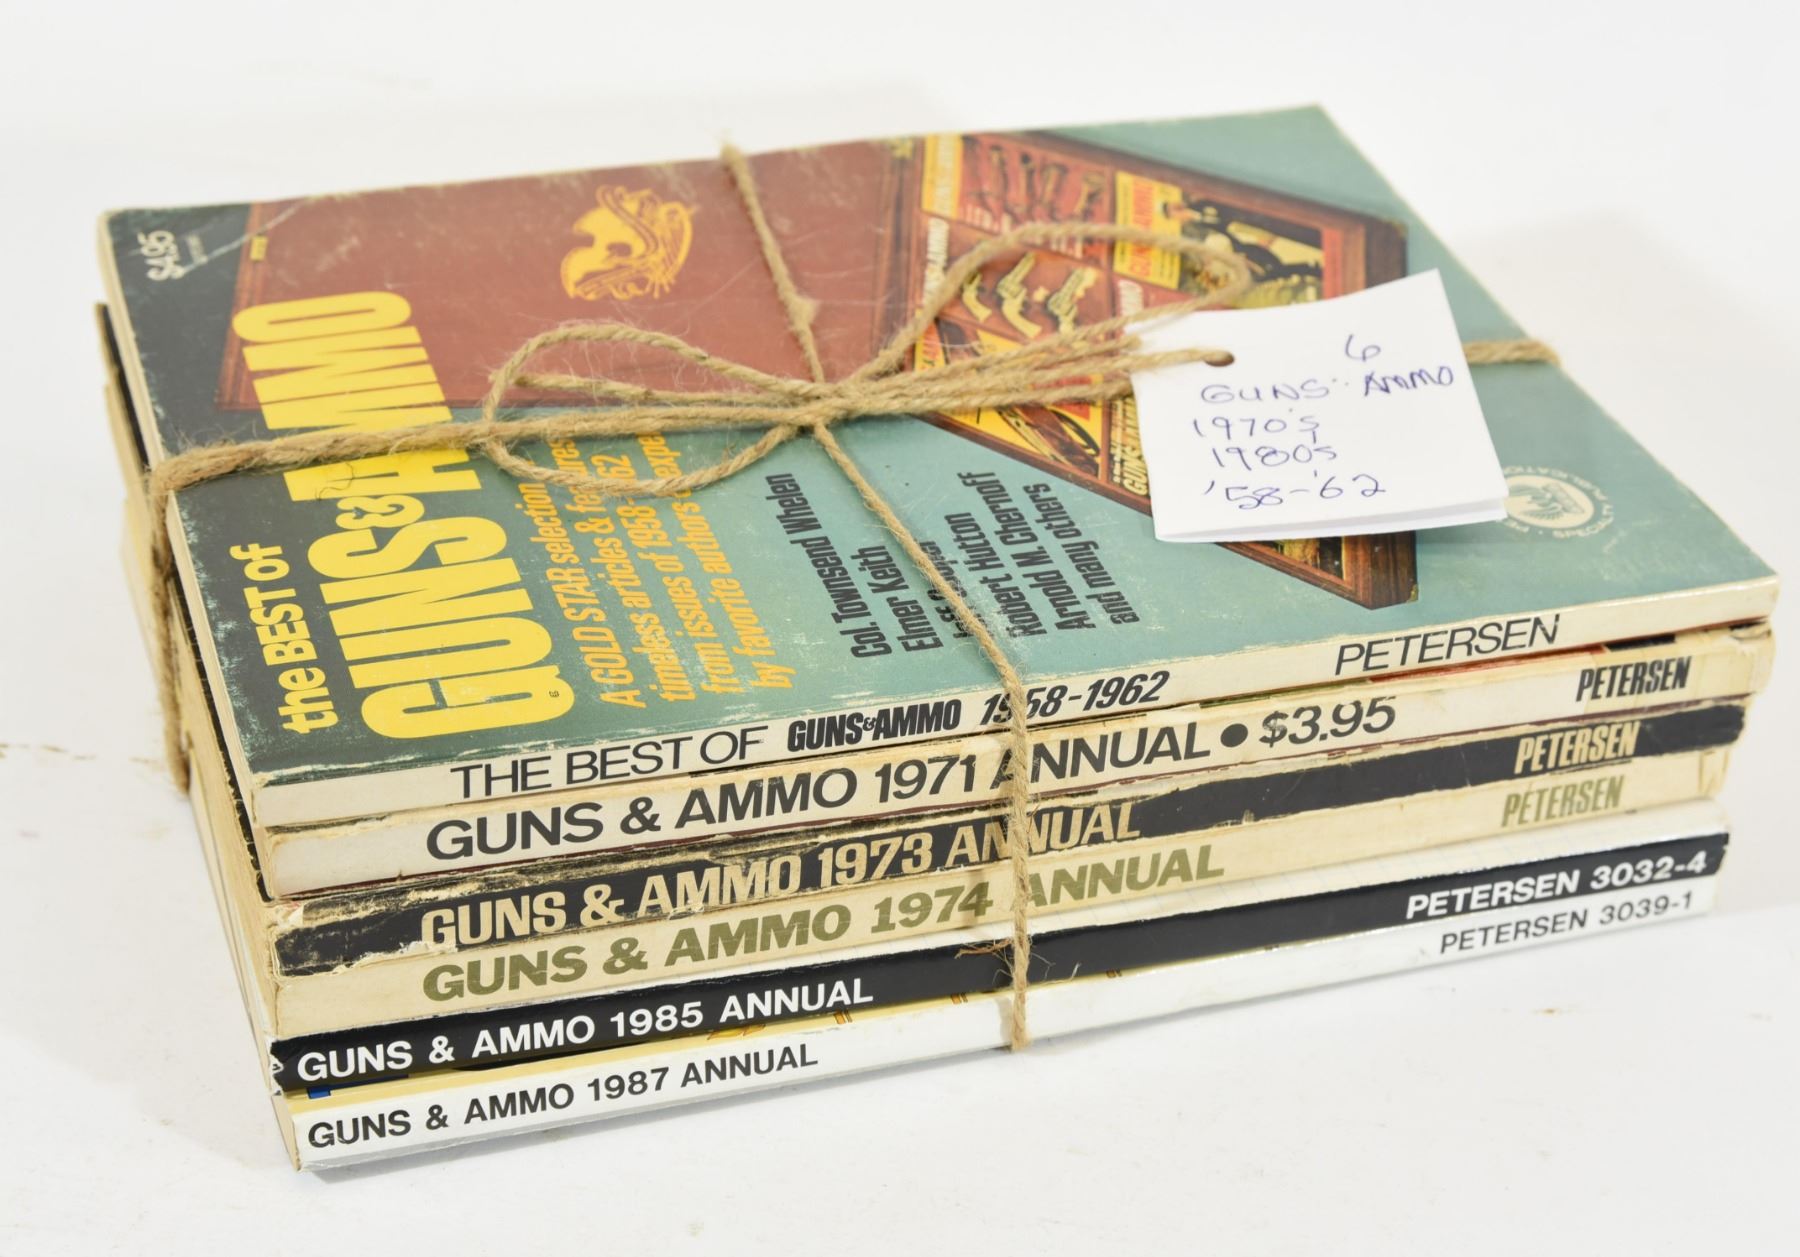 $4.95
the BEST of
GUNS & AMMO
A GOLD STAR selection
timeless articles & features
from issues of 1958-1962
by favorite authors
Col. Townsend Whelen
Elmer Keith
Robert Hutton
Arnold M. Chernoff
and many others
6
GUNS AMMO
1970's
1980's
'58-'62
THE BEST OF GUNS & AMMO 1958-1962 PETERSEN
GUNS & AMMO 1971 ANNUAL • $3.95 PETERSEN
GUNS & AMMO 1973 ANNUAL PETERSEN
GUNS & AMMO 1974 ANNUAL PETERSEN
GUNS & AMMO 1985 ANNUAL PETERSEN 3032-4
GUNS & AMMO 1987 ANNUAL PETERSEN 3039-1